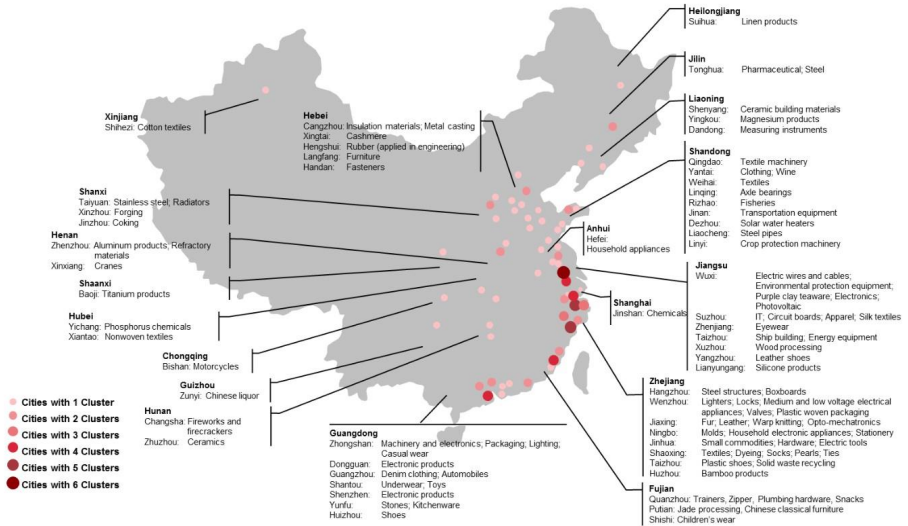 Heilongjiang
Suihua: Linen products
Jilin
Tonghua: Pharmaceutical; Steel
Liaoning
Shenyang: Ceramic building materials
Yingkou: Magnesium products
Dandong: Measuring instruments
Xinjiang
Shihezi: Cotton textiles
Hebei
Cangzhou: Insulation materials; Metal casting
Xingtai: Cashmere
Hengshui: Rubber (applied in engineering)
Langfang: Furniture
Handan: Fasteners
Shandong
Qingdao: Textile machinery
Yantai: Clothing; Wine
Weihai: Textiles
Linqing: Axle bearings
Rizhao: Fisheries
Jinan: Transportation equipment
Dezhou: Solar water heaters
Liaocheng: Steel pipes
Linyi: Crop protection machinery
Shanxi
Taiyuan: Stainless steel; Radiators
Xinzhou: Forging
Jinzhou: Coking
Henan
Zhenzhou: Aluminum products; Refractory
materials
Xinxiang: Cranes
Anhui
Hefei:
Household appliances
Shaanxi
Baoji: Titanium products
Jiangsu
Wuxi: Electric wires and cables;
Environmental protection equipment;
Purple clay teaware; Electronics;
Photovoltaic
Suzhou: IT; Circuit boards; Apparel; Silk textiles
Zhenjiang: Eyewear
Taizhou: Ship building; Energy equipment
Xuzhou: Wood processing
Yangzhou: Leather shoes
Lianyungang: Silicone products
Shanghai
Jinshan: Chemicals
Hubei
Yichang: Phosphorus chemicals
Xiantao: Nonwoven textiles
Chongqing
Bishan: Motorcycles
Guizhou
Zunyi: Chinese liquor
Hunan
Changsha: Fireworks and
firecrackers
Zhuzhou: Ceramics
Zhejiang
Hangzhou: Steel structures; Boxboards
Wenzhou: Lighters; Locks; Medium and low voltage electrical
appliances; Valves; Plastic woven packaging
Jiaxing: Fur; Leather; Warp knitting; Opto-mechatronics
Ningbo: Molds; Household electronic appliances; Stationery
Jinhua: Small commodities; Hardware; Electric tools
Shaoxing: Textiles; Dyeing; Socks; Pearls; Ties
Taizhou: Plastic shoes; Solid waste recycling
Huzhou: Bamboo products
Cities with 1 Cluster
Cities with 2 Clusters
Cities with 3 Clusters
Cities with 4 Clusters
Cities with 5 Clusters
Cities with 6 Clusters
Guangdong
Zhongshan: Machinery and electronics; Packaging; Lighting;
Casual wear
Dongguan: Electronic products
Guangzhou: Denim clothing; Automobiles
Shantou: Underwear; Toys
Shenzhen: Electronic products
Yunfu: Stones; Kitchenware
Huizhou: Shoes
Fujian
Quanzhou: Trainers, Zipper, Plumbing hardware, Snacks
Putian: Jade processing, Chinese classical furniture
Shishi: Children's wear